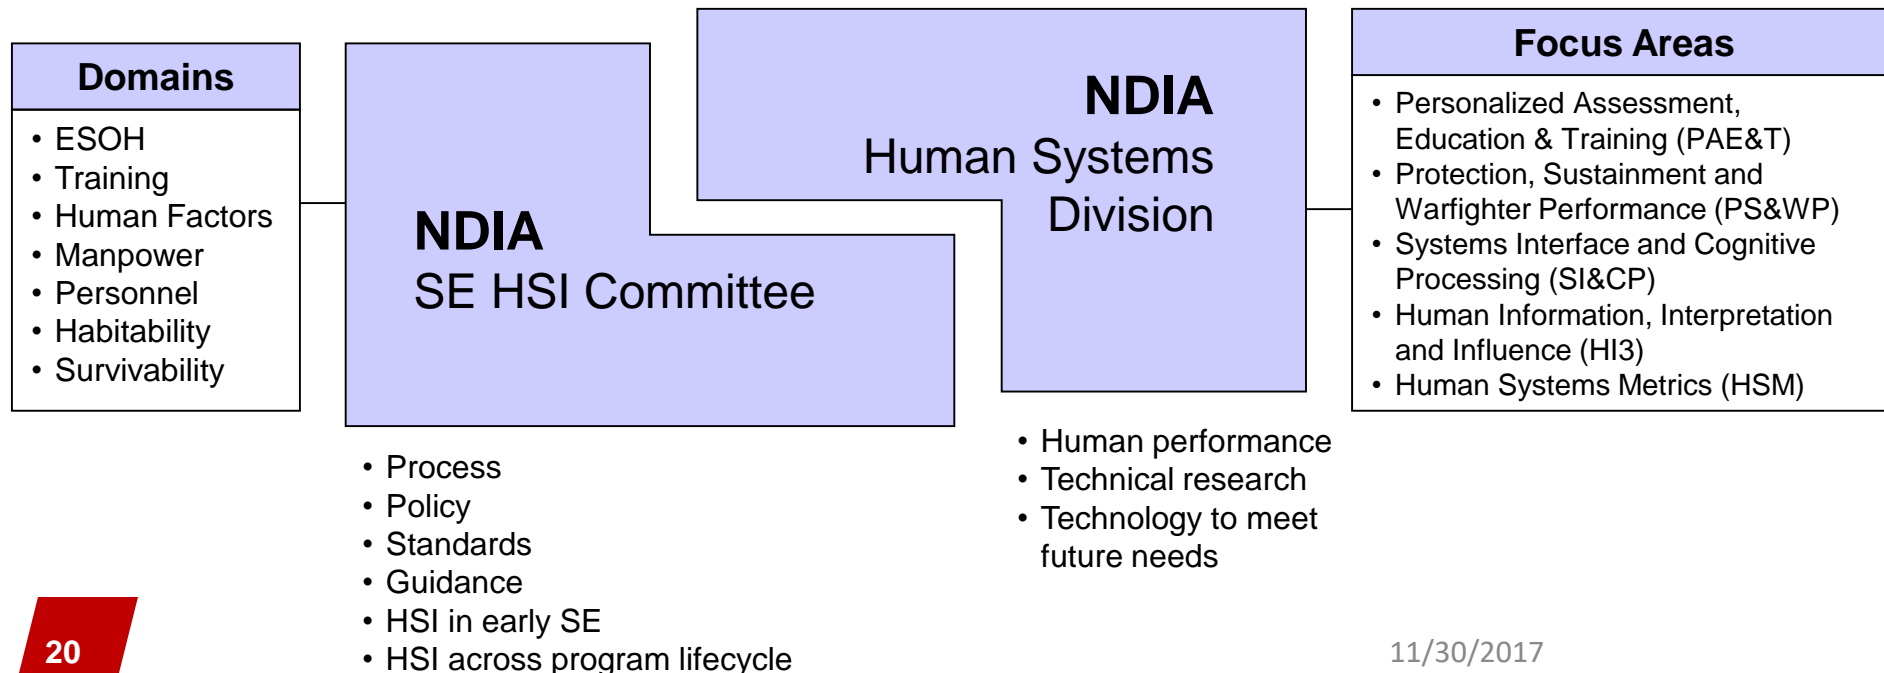 Domains
• ESOH
• Training
• Human Factors
• Manpower
• Personnel
• Habitability
• Survivability
NDIA
SE HSI Committee
• Process
• Policy
• Standards
• Guidance
• HSI in early SE
• HSI across program lifecycle
NDIA
Human Systems
Division
• Human performance
• Technical research
• Technology to meet
future needs
Focus Areas
• Personalized Assessment,
Education & Training (PAE&T)
• Protection, Sustainment and
Warfighter Performance (PS&WP)
• Systems Interface and Cognitive
Processing (SI&CP)
• Human Information, Interpretation
and Influence (HI3)
• Human Systems Metrics (HSM)
20
11/30/2017